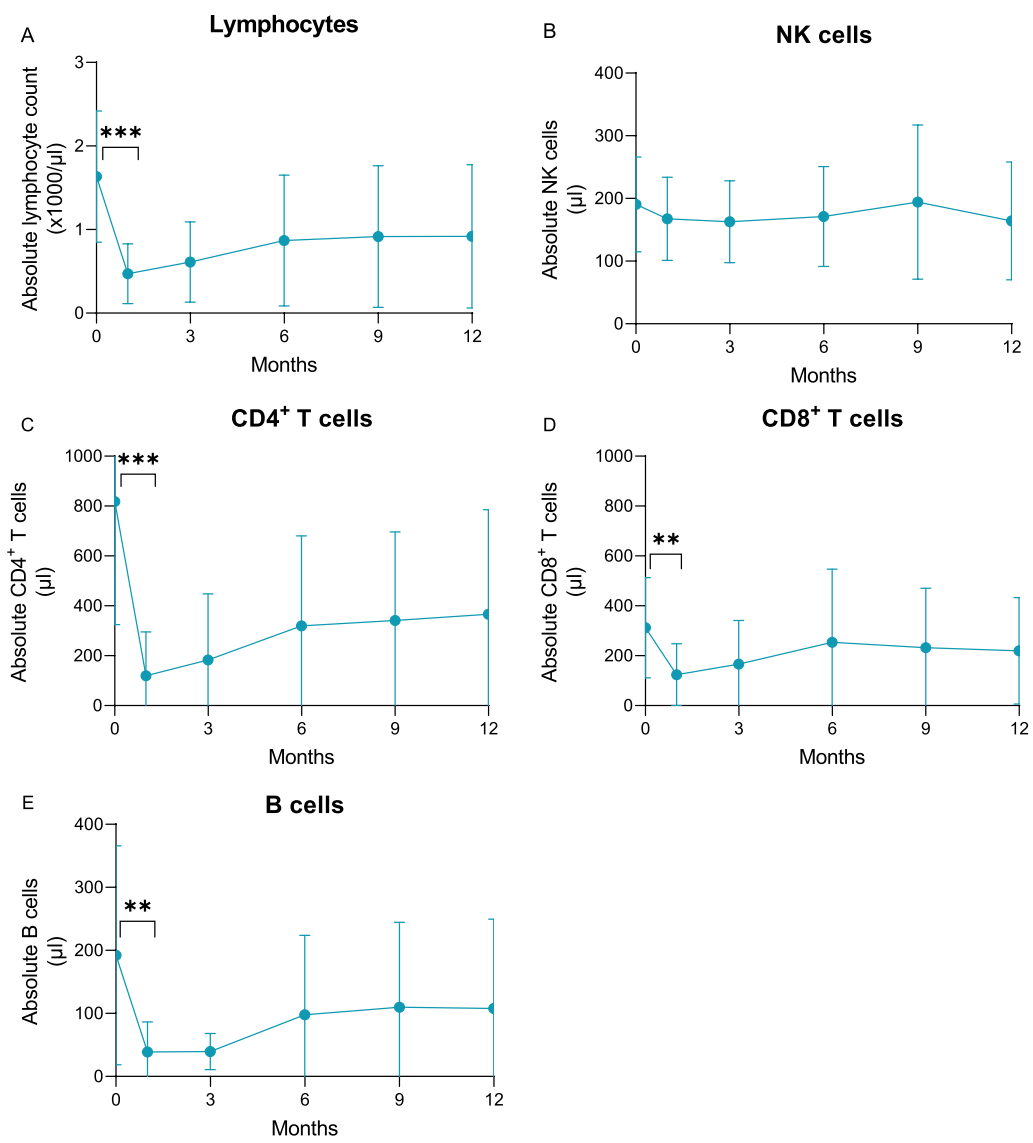 A
Lymphocytes
Absolute lymphocyte count
(x1000/µl)
3
2
1
0
***
0 3 6 9 12
Months
B
NK cells
Absolute NK cells
(µl)
400
300
200
100
0
0 3 6 9 12
Months
C
CD4⁺ T cells
Absolute CD4⁺ T cells
(µl)
1000
800
600
400
200
0
***
0 3 6 9 12
Months
D
CD8⁺ T cells
Absolute CD8⁺ T cells
(µl)
1000
800
600
400
200
0
**
0 3 6 9 12
Months
E
B cells
Absolute B cells
(µl)
400
300
200
100
0
**
0 3 6 9 12
Months